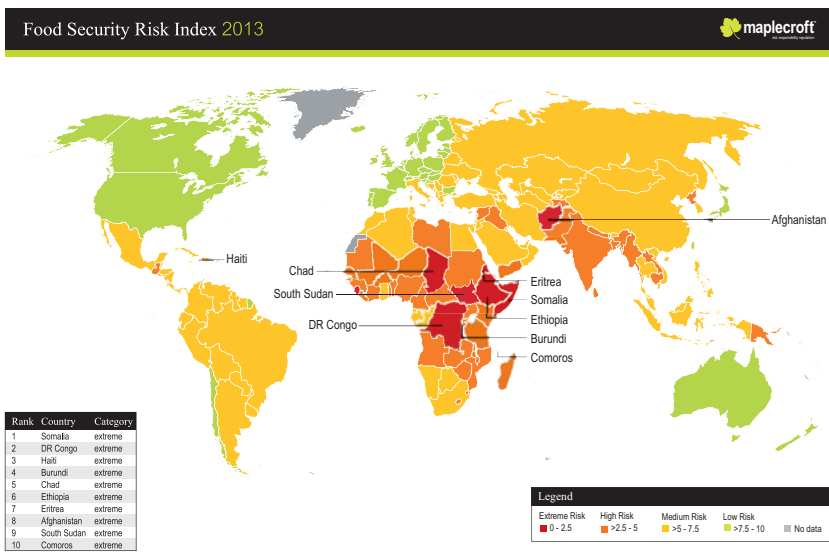 Food Security Risk Index 2013
maplecroft
risk responsibility reputation
Afghanistan
Haiti
Chad
Eritrea
South Sudan
Somalia
Ethiopia
DR Congo
Burundi
Comoros
Rank Country Category
1 Somalia extreme
2 DR Congo extreme
3 Haiti extreme
4 Burundi extreme
5 Chad extreme
6 Ethiopia extreme
7 Eritrea extreme
8 Afghanistan extreme
9 South Sudan extreme
10 Comoros extreme
Legend
Extreme Risk High Risk Medium Risk Low Risk
0 - 2.5 >2.5 - 5 >5 - 7.5 >7.5 - 10 No data